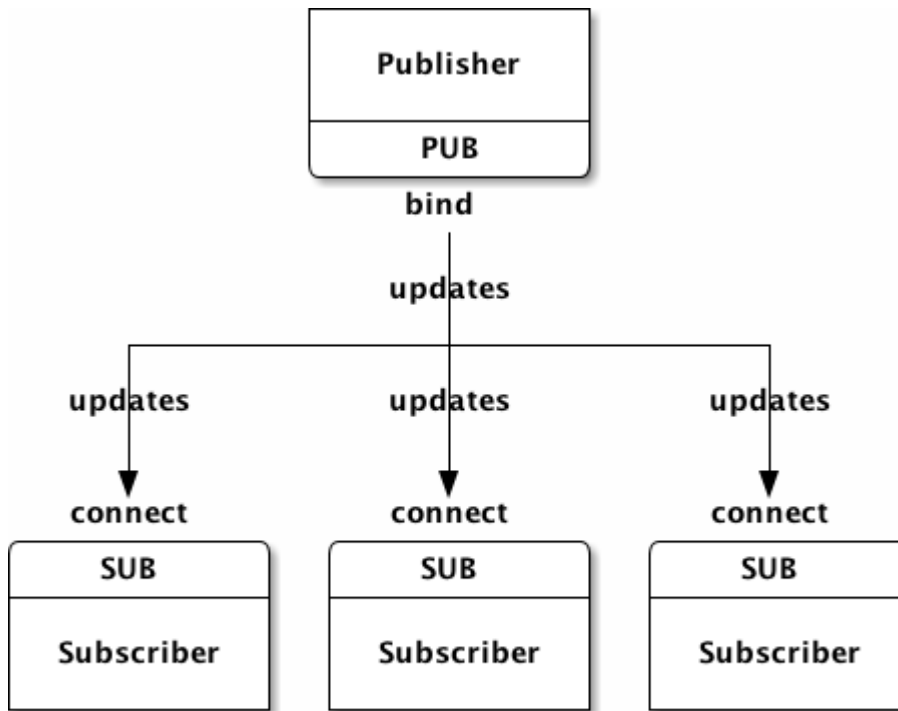 Publisher
PUB
bind
updates
updates updates updates
connect connect connect
SUB SUB SUB
Subscriber Subscriber Subscriber